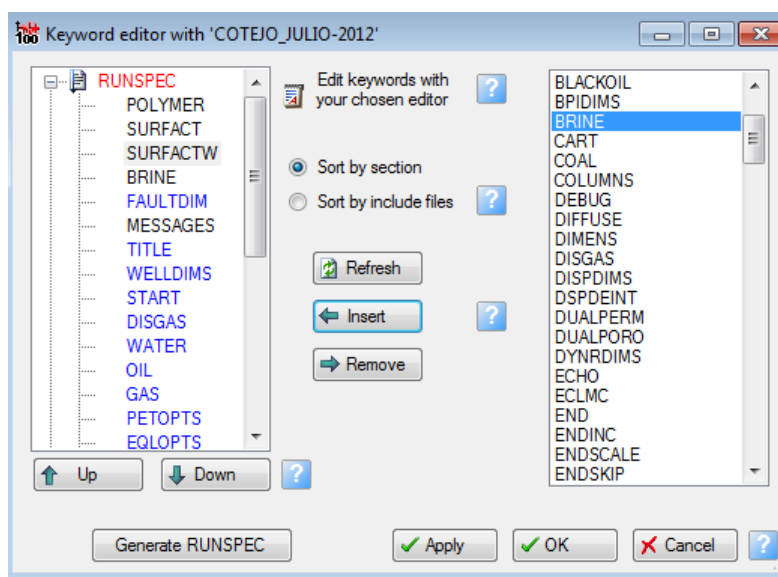 Keyword editor with 'COTEJO_JULIO-2012'
RUNSPEC
POLYMER
SURFACT
SURFACTW
BRINE
FAULTDIM
MESSAGES
TITLE
WELLDIMS
START
DISGAS
WATER
OIL
GAS
PETOPTS
EQLOPTS
Up
Down
?
Edit keywords with
your chosen editor
?
Sort by section
Sort by include files
?
Refresh
Insert
?
Remove
BLACKOIL
BPIDIMS
BRINE
CART
COAL
COLUMNS
DEBUG
DIFFUSE
DIMENS
DISGAS
DISPDIMS
DSPDEINT
DUALPERM
DUALPORO
DYNRDIMS
ECHO
ECLMC
END
ENDINC
ENDSCALE
ENDSKIP
Generate RUNSPEC
Apply
OK
Cancel
?